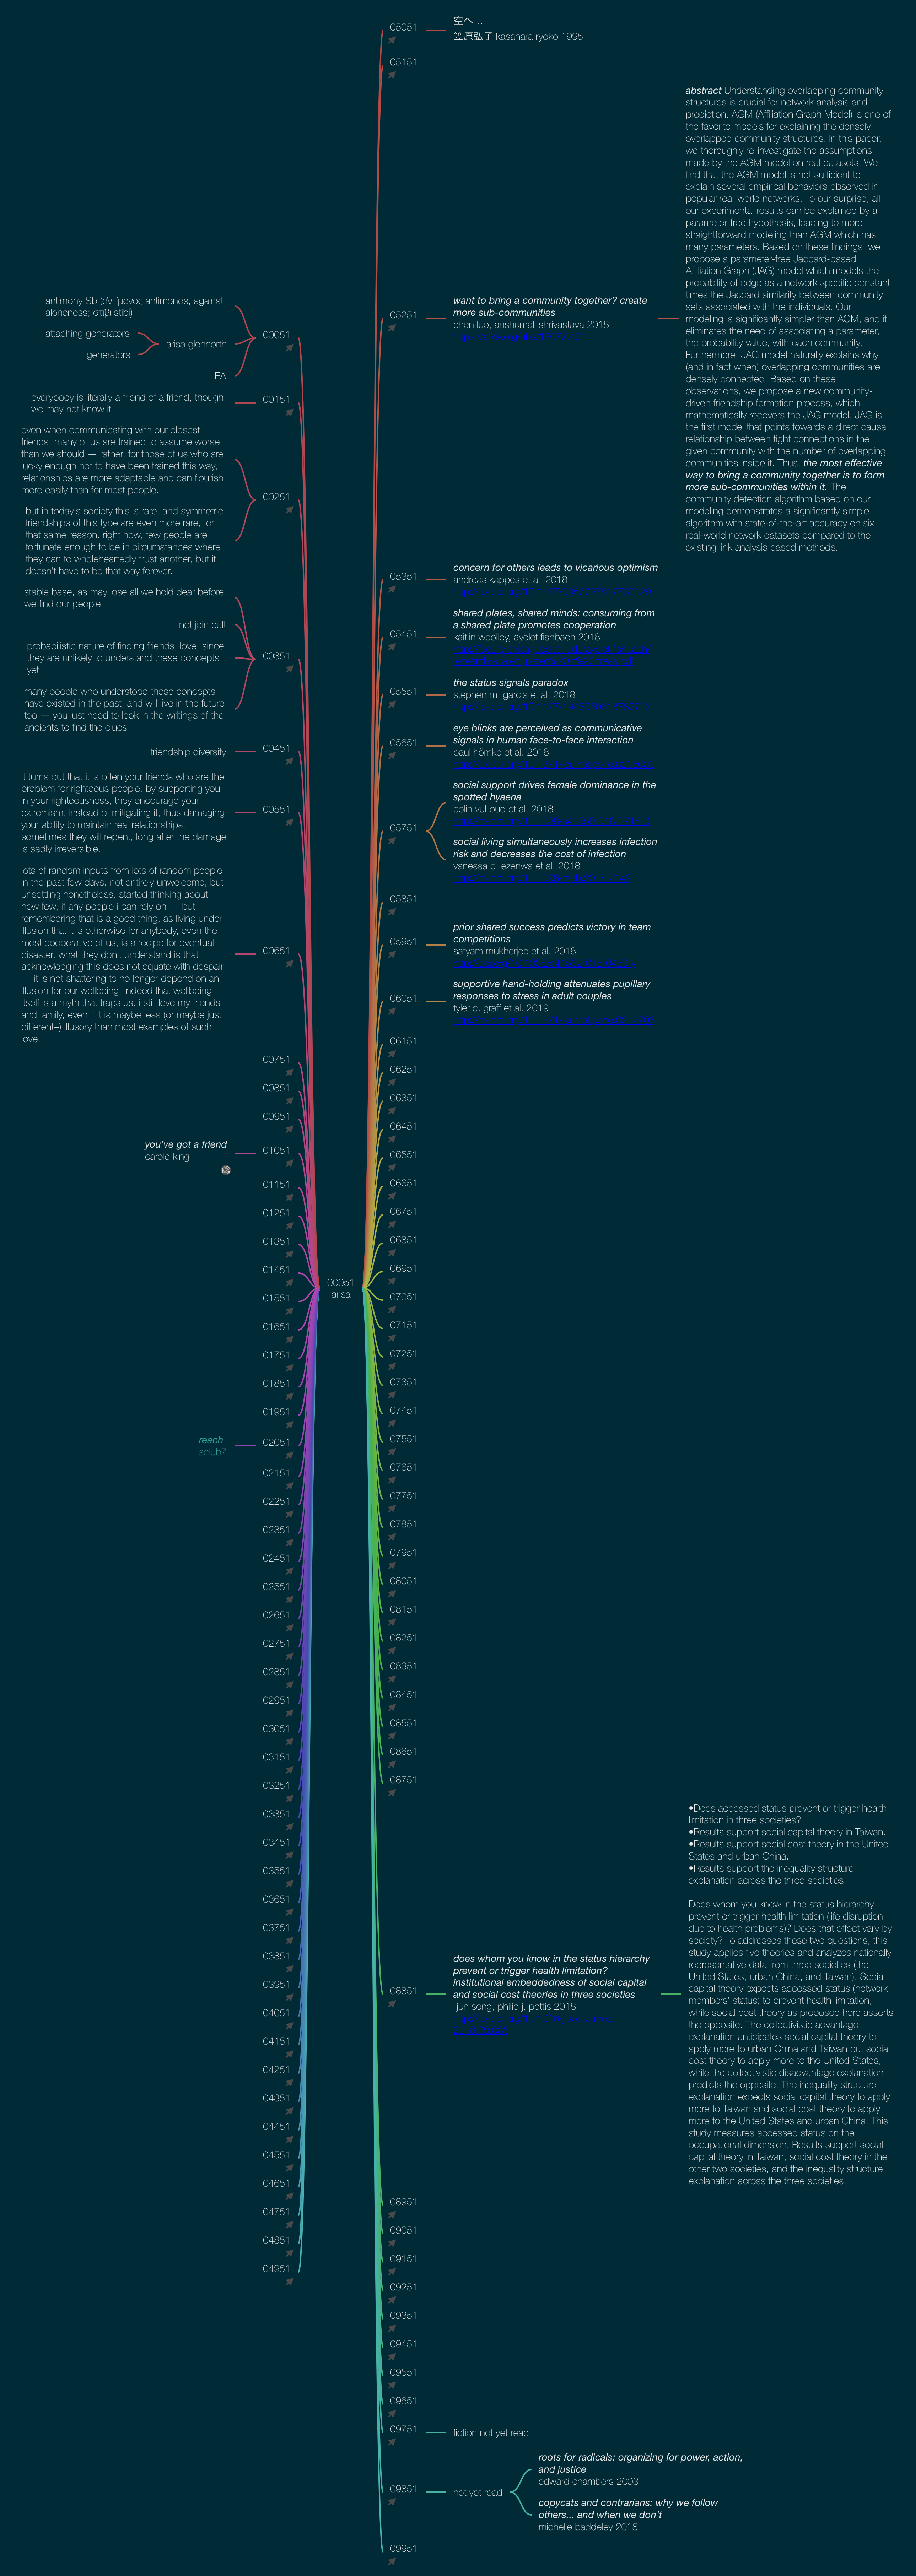 antimony Sb (ἀντίμόνος antimonos, against
aloneness; στίβι stibi)
attaching generators
generators
arisa glennorth
EA
00051
everybody is literally a friend of a friend, though
we may not know it
00151
even when communicating with our closest
friends, many of us are trained to assume worse
than we should — rather, for those of us who are
lucky enough not to have been trained this way,
relationships are more adaptable and can flourish
more easily than for most people.
but in today's society this is rare, and symmetric
friendships of this type are even more rare, for
that same reason. right now, few people are
fortunate enough to be in circumstances where
they can to wholeheartedly trust another, but it
doesn't have to be that way forever.
00251
stable base, as may lose all we hold dear before
we find our people
not join cult
probabilistic nature of finding friends, love, since
they are unlikely to understand these concepts
yet
many people who understood these concepts
have existed in the past, and will live in the future
too — you just need to look in the writings of the
ancients to find the clues
00351
friendship diversity
00451
it turns out that it is often your friends who are the
problem for righteous people. by supporting you
in your righteousness, they encourage your
extremism, instead of mitigating it, thus damaging
your ability to maintain real relationships.
sometimes they will repent, long after the damage
is sadly irreversible.
00551
lots of random inputs from lots of random people
in the past few days. not entirely unwelcome, but
unsettling nonetheless. started thinking about
how few, if any people i can rely on — but
remembering that is a good thing, as living under
illusion that it is otherwise for anybody, even the
most cooperative of us, is a recipe for eventual
disaster. what they don't understand is that
acknowledging this does not equate with despair
— it is not shattering to no longer depend on an
illusion for our wellbeing, indeed that wellbeing
itself is a myth that traps us. i still love my friends
and family, even if it is maybe less (or maybe just
different–) illusory than most examples of such
love.
00651
00751
00851
00951
you've got a friend
carole king
01051
01151
01251
01351
01451
01551
01651
01751
01851
01951
reach
sclub7
02051
02151
02251
02351
02451
02551
02651
02751
02851
02951
03051
03151
03251
03351
03451
03551
03651
03751
03851
03951
04051
04151
04251
04351
04451
04551
04651
04751
04851
04951
00051
arisa
05051
空へ…
笠原弘子 kasahara ryoko 1995
05151
05251
want to bring a community together? create
more sub-communities
chen luo, anshumali shrivastava 2018
abstract Understanding overlapping community
structures is crucial for network analysis and
prediction. AGM (Affiliation Graph Model) is one of
the favorite models for explaining the densely
overlapped community structures. In this paper,
we thoroughly re-investigate the assumptions
made by the AGM model on real datasets. We
find that the AGM model is not sufficient to
explain several empirical behaviors observed in
popular real-world networks. To our surprise, all
our experimental results can be explained by a
parameter-free hypothesis, leading to more
straightforward modeling than AGM which has
many parameters. Based on these findings, we
propose a parameter-free Jaccard-based
Affiliation Graph (JAG) model which models the
probability of edge as a network specific constant
times the Jaccard similarity between community
sets associated with the individuals. Our
modeling is significantly simpler than AGM, and it
eliminates the need of associating a parameter,
the probability value, with each community.
Furthermore, JAG model naturally explains why
(and in fact when) overlapping communities are
densely connected. Based on these
observations, we propose a new community-
driven friendship formation process, which
mathematically recovers the JAG model. JAG is
the first model that points towards a direct causal
relationship between tight connections in the
given community with the number of overlapping
communities inside it. Thus, the most effective
way to bring a community together is to form
more sub-communities within it. The
community detection algorithm based on our
modeling demonstrates a significantly simple
algorithm with state-of-the-art accuracy on six
real-world network datasets compared to the
existing link analysis based methods.
05351
concern for others leads to vicarious optimism
andreas kappes et al. 2018
05451
shared plates, shared minds: consuming from
a shared plate promotes cooperation
kaitlin woolley, ayelet fishbach 2018
05551
the status signals paradox
stephen m. garcia et al. 2018
05651
eye blinks are perceived as communicative
signals in human face-to-face interaction
paul hömke et al. 2018
05751
social support drives female dominance in the
spotted hyaena
colin vullioud et al. 2018
social living simultaneously increases infection
risk and decreases the cost of infection
vanessa o. ezenwa et al. 2018
05851
05951
prior shared success predicts victory in team
competitions
satyam mukherjee et al. 2018
06051
supportive hand-holding attenuates pupillary
responses to stress in adult couples
tyler c. graff et al. 2019
06151
06251
06351
06451
06551
06651
06751
06851
06951
07051
07151
07251
07351
07451
07551
07651
07751
07851
07951
08051
08151
08251
08351
08451
08551
08651
08751
08851
does whom you know in the status hierarchy
prevent or trigger health limitation?
institutional embeddedness of social capital
and social cost theories in three societies
lijun song, philip j. pettis 2018
•Does accessed status prevent or trigger health
limitation in three societies?
•Results support social capital theory in Taiwan.
•Results support social cost theory in the United
States and urban China.
•Results support the inequality structure
explanation across the three societies.
Does whom you know in the status hierarchy
prevent or trigger health limitation (life disruption
due to health problems)? Does that effect vary by
society? To addresses these two questions, this
study applies five theories and analyzes nationally
representative data from three societies (the
United States, urban China, and Taiwan). Social
capital theory expects accessed status (network
members' status) to prevent health limitation,
while social cost theory as proposed here asserts
the opposite. The collectivistic advantage
explanation anticipates social capital theory to
apply more to urban China and Taiwan but social
cost theory to apply more to the United States,
while the collectivistic disadvantage explanation
predicts the opposite. The inequality structure
explanation expects social capital theory to apply
more to Taiwan and social cost theory to apply
more to the United States and urban China. This
study measures accessed status on the
occupational dimension. Results support social
capital theory in Taiwan, social cost theory in the
other two societies, and the inequality structure
explanation across the three societies.
08951
09051
09151
09251
09351
09451
09551
09651
09751
fiction not yet read
09851
not yet read
roots for radicals: organizing for power, action,
and justice
edward chambers 2003
copycats and contrarians: why we follow
others... and when we don't
michelle baddeley 2018
09951